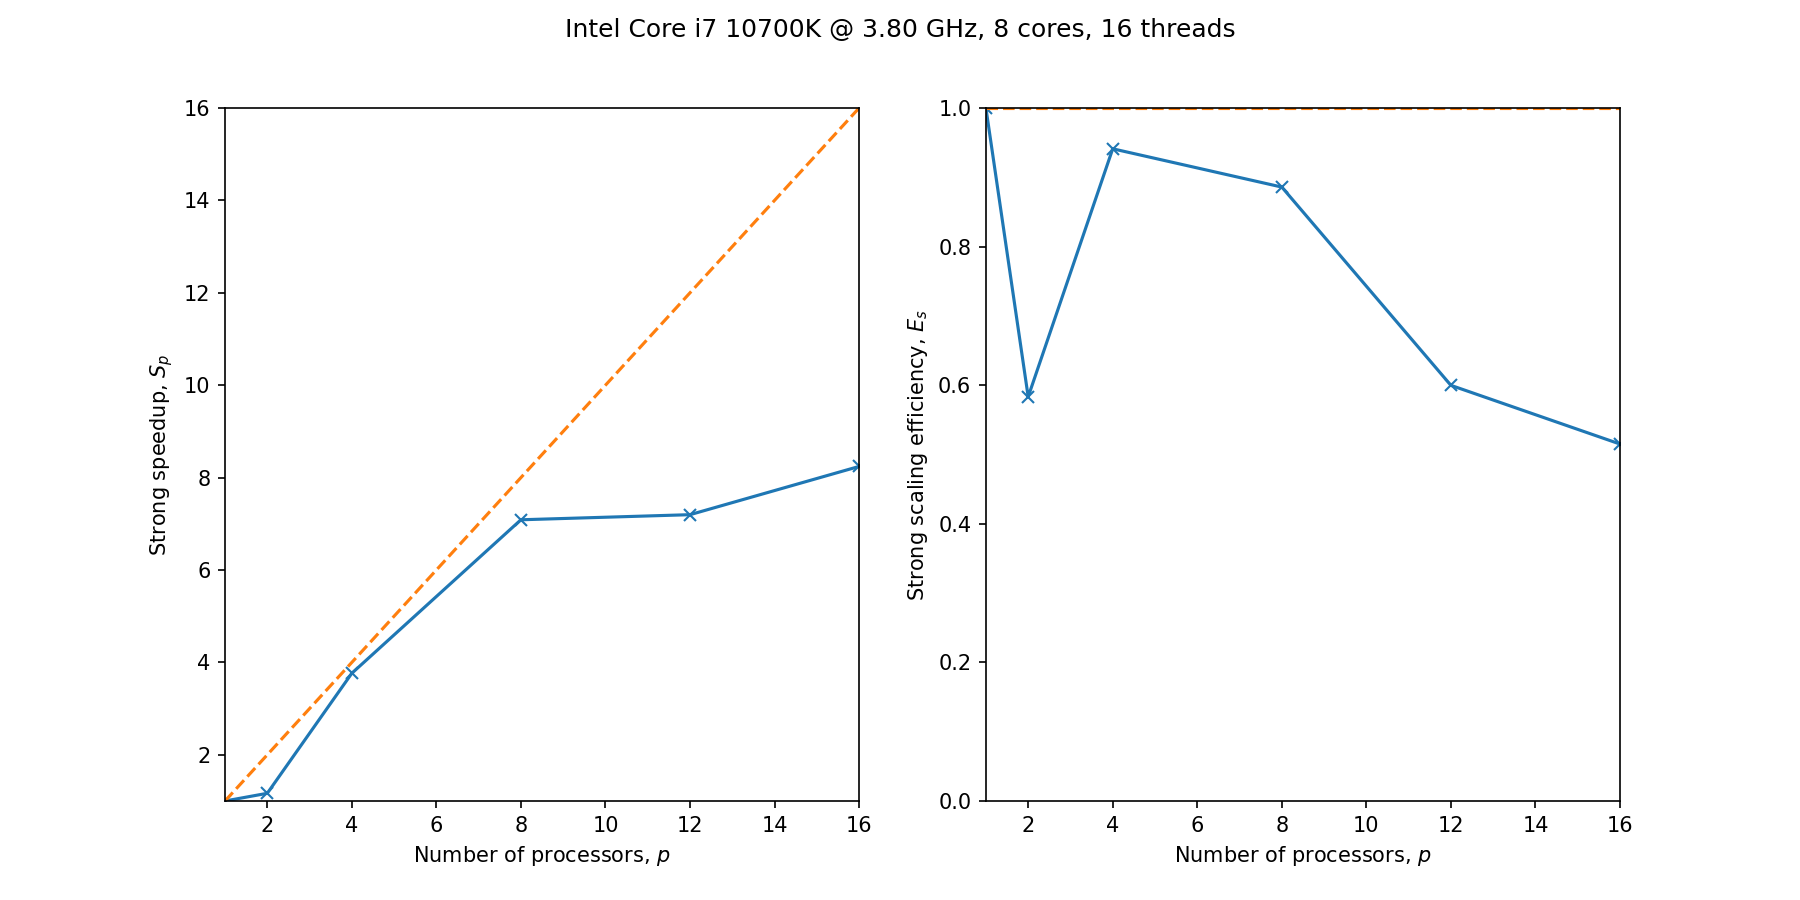 Intel Core i7 10700K @ 3.80 GHz, 8 cores, 16 threads
Strong speedup, S_p
16
14
12
10
8
6
4
2
2 4 6 8 10 12 14 16
Number of processors, p
Strong scaling efficiency, E_s
1.0
0.8
0.6
0.4
0.2
0.0
2 4 6 8 10 12 14 16
Number of processors, p